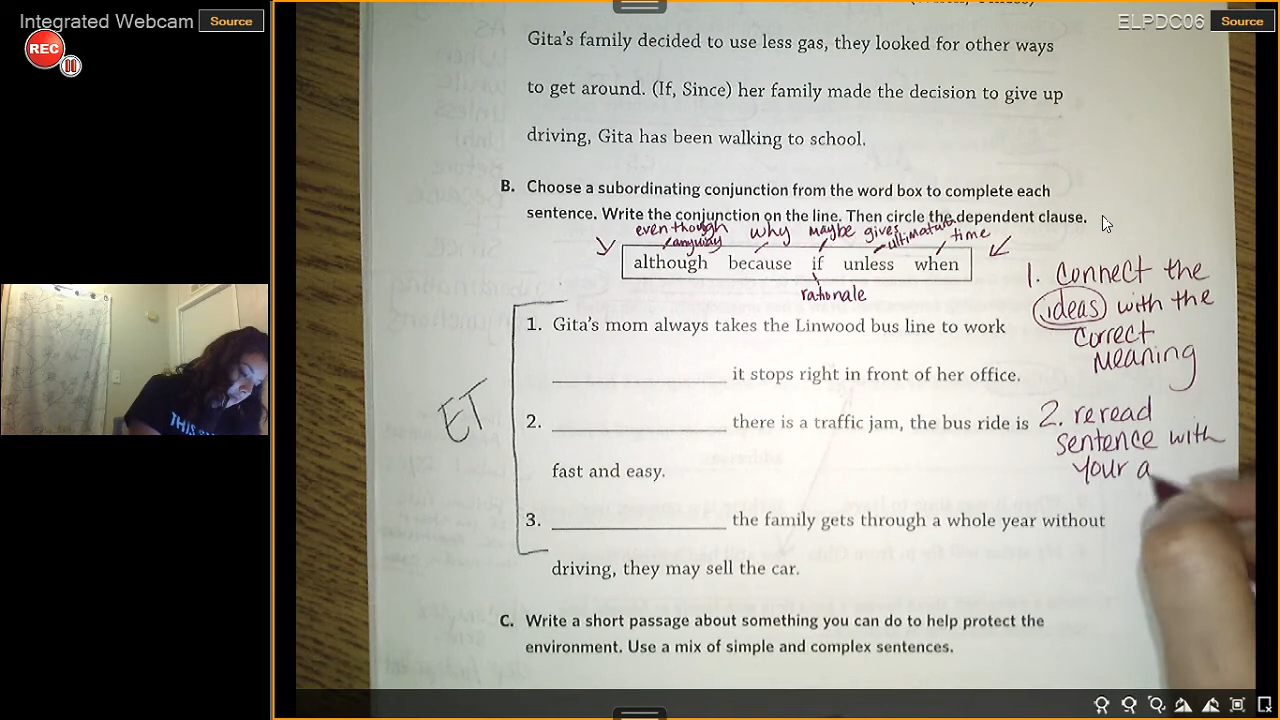 Integrated Webcam Source
REC
ELPDC06 Source
Gita's family decided to use less gas, they looked for other ways
to get around. (If, Since) her family made the decision to give up
driving, Gita has been walking to school.
B. Choose a subordinating conjunction from the word box to complete each
sentence. Write the conjunction on the line. Then circle the dependent clause.
even though why maybe gives ultimatum time
/anyway
although because if unless when
rationale
1. Connect the
ideas with the
correct
meaning
1. Gita's mom always takes the Linwood bus line to work
it stops right in front of her office.
ET
2. there is a traffic jam, the bus ride is
fast and easy.
2. reread
sentence with
your a
3. the family gets through a whole year without
driving, they may sell the car.
C. Write a short passage about something you can do to help protect the
environment. Use a mix of simple and complex sentences.